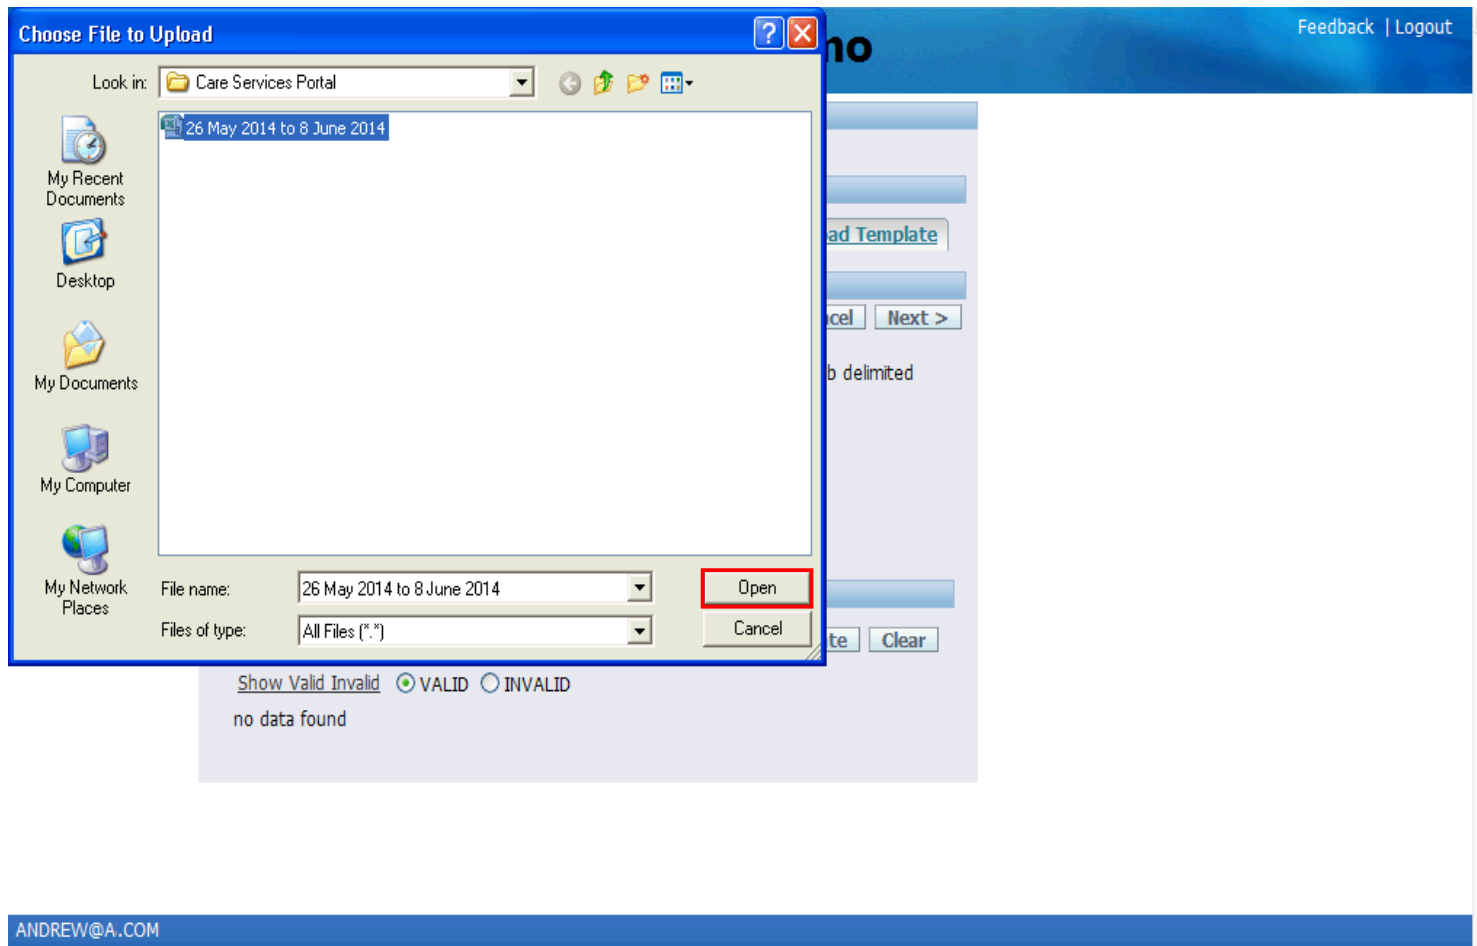 Choose File to Upload
Feedback | Logout
no
Look in: Care Services Portal
26 May 2014 to 8 June 2014
My Recent
Documents
ad Template
Desktop
cel Next >
b delimited
My Documents
My Computer
My Network
Places
File name: 26 May 2014 to 8 June 2014 Open
Files of type: All Files (*.*) Cancel
te Clear
Show Valid Invalid VALID INVALID
no data found
ANDREW@A.COM